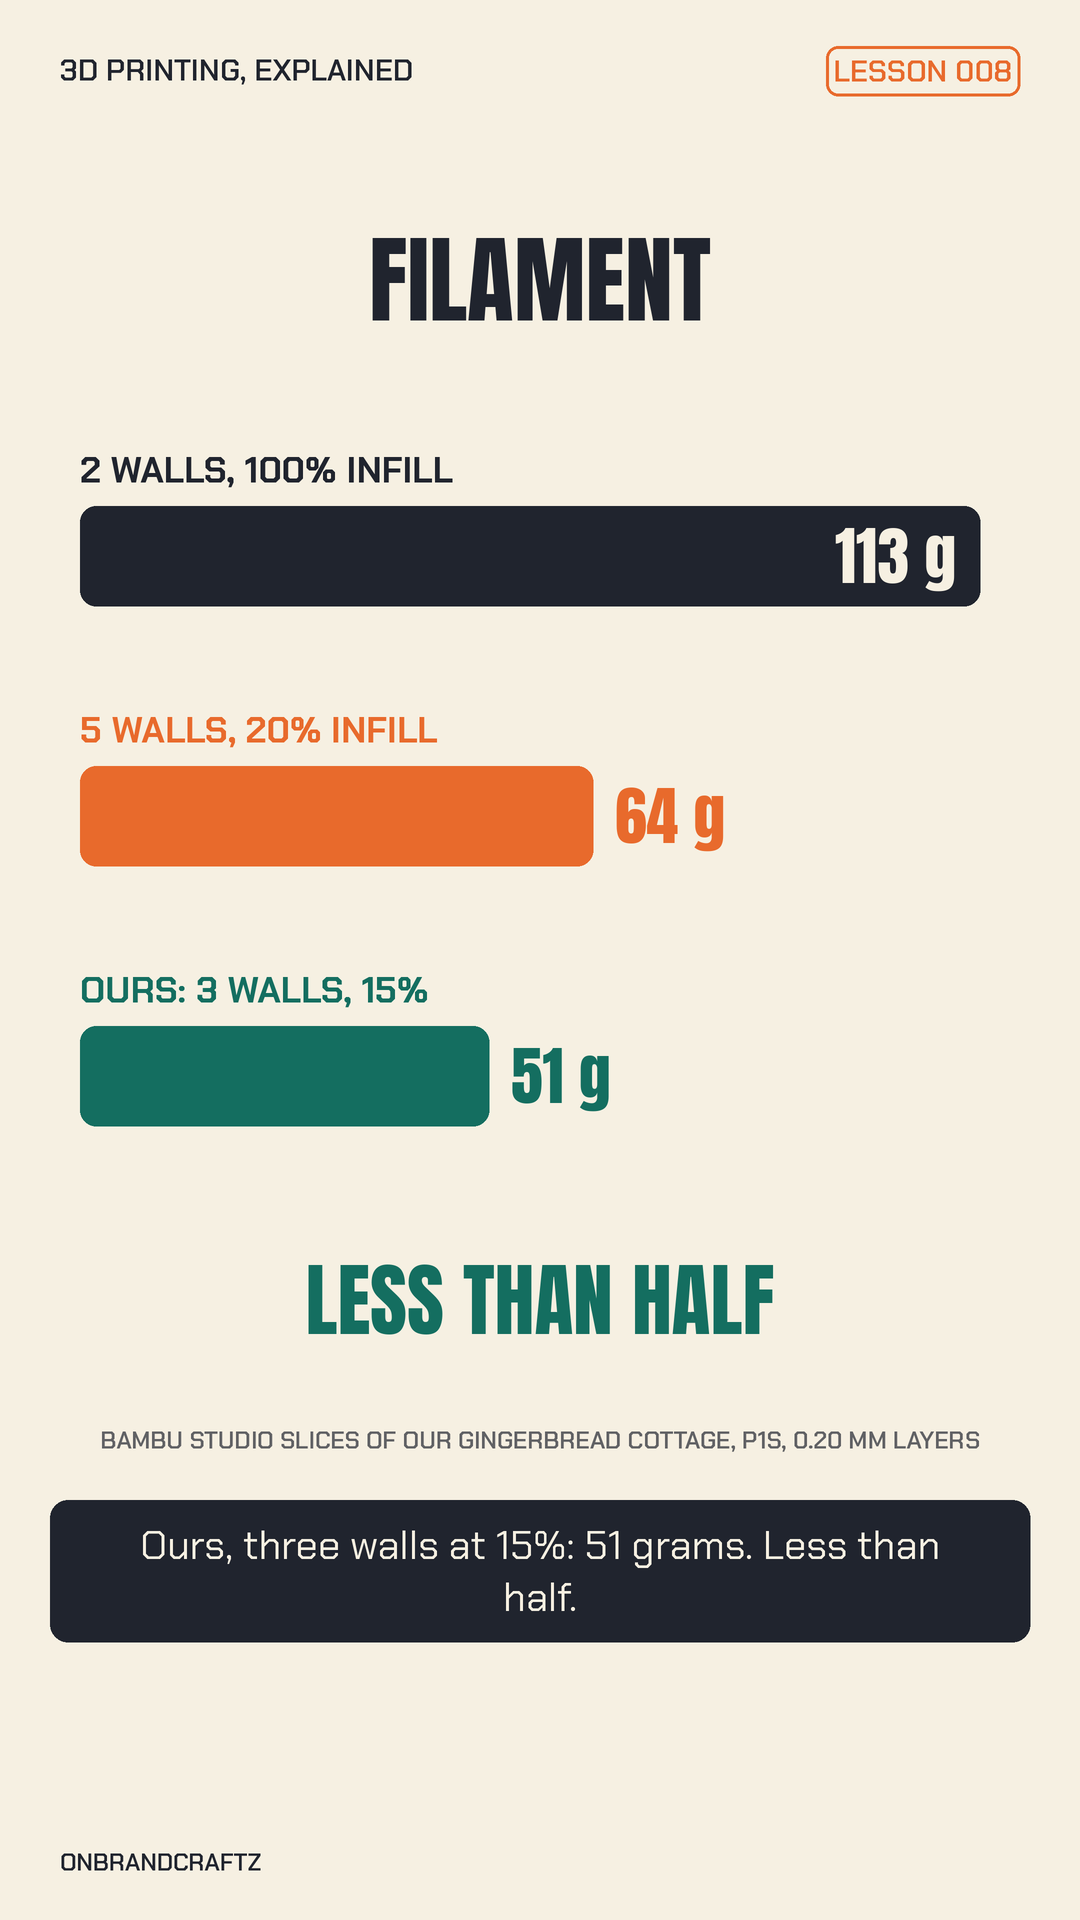 3D PRINTING, EXPLAINED
LESSON 008
FILAMENT
2 WALLS, 100% INFILL
113 g
5 WALLS, 20% INFILL
64 g
OURS: 3 WALLS, 15%
51 g
LESS THAN HALF
BAMBU STUDIO SLICES OF OUR GINGERBREAD COTTAGE, P1S, 0.20 MM LAYERS
Ours, three walls at 15%: 51 grams. Less than
half.
ONBRANDCRAFTZ